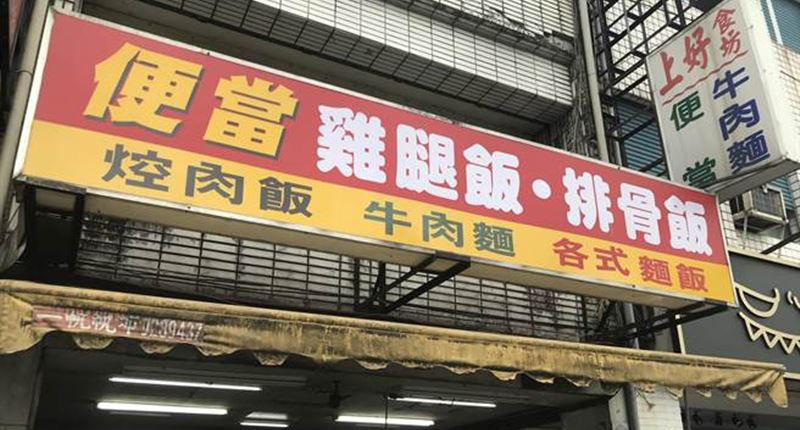 便當 雞腿飯・排骨飯
焢肉飯 牛肉麵 各式麵飯
上好食坊
便當
牛肉麵